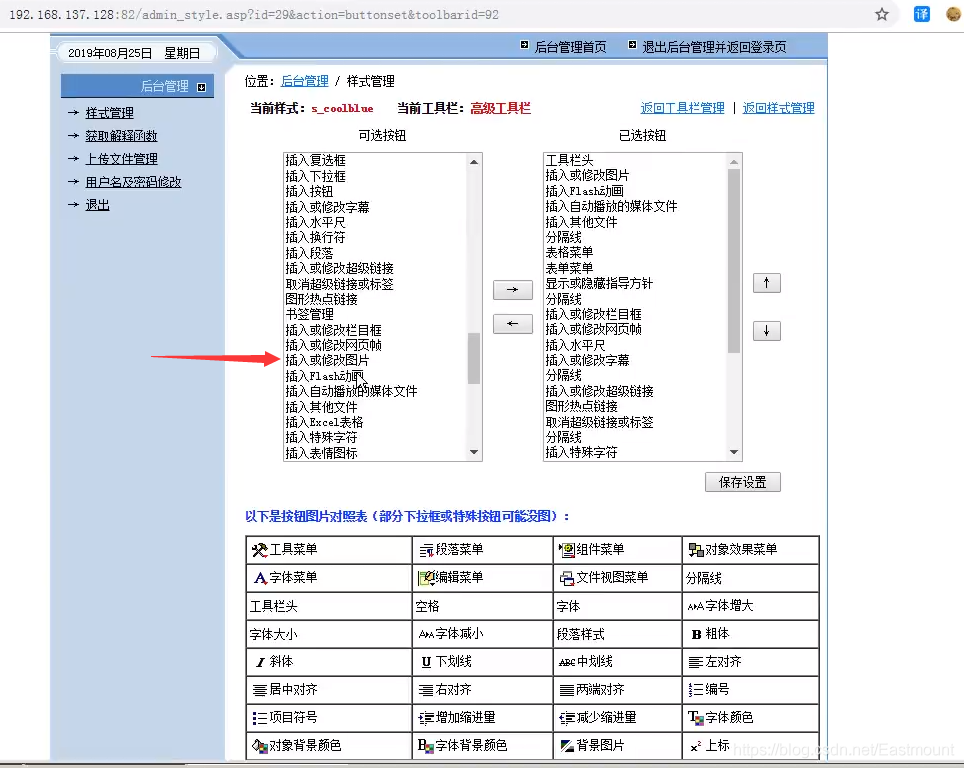 192.168.137.128:82/admin_style.asp?id=29&action=buttonset&toolbarid=92
译
2019年08月25日 星期日
后台管理首页 退出后台管理并返回登录页
后台管理
样式管理
获取解释函数
上传文件管理
用户名及密码修改
退出
位置：后台管理 / 样式管理
当前样式：s_coolblue 当前工具栏：高级工具栏 返回工具栏管理 | 返回样式管理
可选按钮
插入复选框
插入下拉框
插入按钮
插入或修改字幕
插入水平尺
插入换行符
插入段落
插入或修改超级链接
取消超级链接或标签
图形热点链接
书签管理
插入或修改栏目框
插入或修改网页帧
插入或修改图片
插入Flash动画
插入自动播放的媒体文件
插入其他文件
插入Excel表格
插入特殊字符
插入表情图标
→
←
已选按钮
工具栏头
插入或修改图片
插入Flash动画
插入自动播放的媒体文件
插入其他文件
分隔线
表格菜单
表单菜单
显示或隐藏指导方针
分隔线
插入或修改栏目框
插入或修改网页帧
插入水平尺
插入或修改字幕
分隔线
插入或修改超级链接
图形热点链接
取消超级链接或标签
分隔线
插入特殊字符
↑
↓
保存设置
以下是按钮图片对照表（部分下拉框或特殊按钮可能没图）：
工具菜单 段落菜单 组件菜单 对象效果菜单
字体菜单 编辑菜单 文件视图菜单 分隔线
工具栏头 空格 字体 字体增大
字体大小 字体减小 段落样式 B 粗体
I 斜体 U 下划线 ABC 中划线 左对齐
居中对齐 右对齐 两端对齐 编号
项目符号 增加缩进量 减少缩进量 字体颜色
对象背景颜色 字体背景颜色 背景图片 x² 上标
https://blog.csdn.net/Eastmount